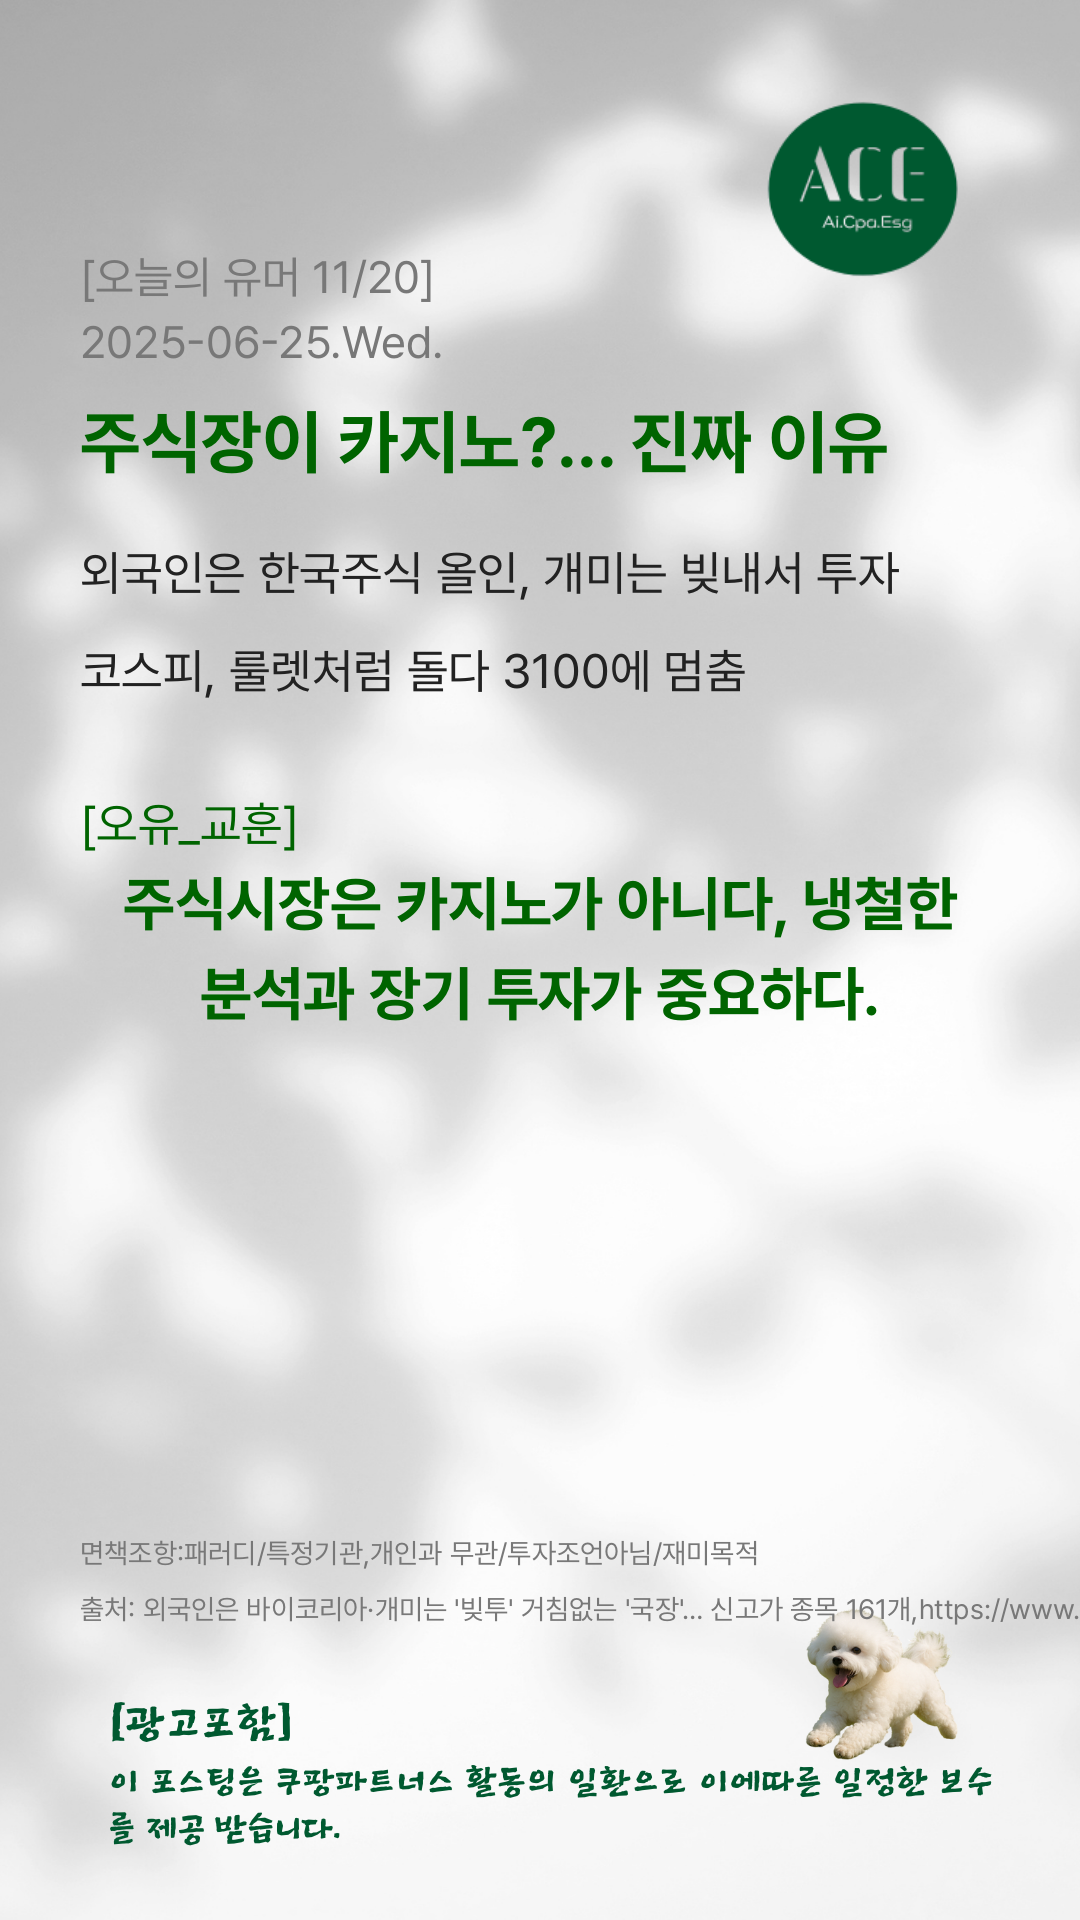 ACE
Ai.Cpa.Esg
[오늘의 유머 11/20]
2025-06-25.Wed.
주식장이 카지노?... 진짜 이유
외국인은 한국주식 올인, 개미는 빚내서 투자
코스피, 룰렛처럼 돌다 3100에 멈춤
[오유_교훈]
주식시장은 카지노가 아니다, 냉철한
분석과 장기 투자가 중요하다.
면책조항:패러디/특정기관,개인과 무관/투자조언아님/재미목적
출처: 외국인은 바이코리아·개미는 '빚투' 거침없는 '국장'... 신고가 종목 161개,https://www.
[광고포함]
이 포스팅은 쿠팡파트너스 활동의 일환으로 이에따른 일정한 보수
를 제공 받습니다.